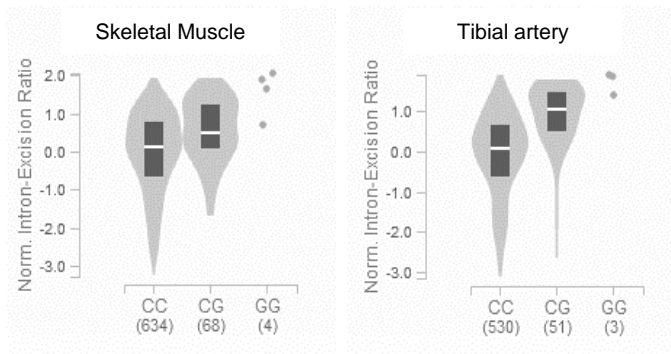 Skeletal Muscle
Norm. Intron-Excision Ratio
2.0
1.0
0.0
-1.0
-2.0
-3.0
CC CG GG
(634) (68) (4)
Tibial artery
Norm. Intron-Excision Ratio
1.0
0.0
-1.0
-2.0
-3.0
CC CG GG
(530) (51) (3)